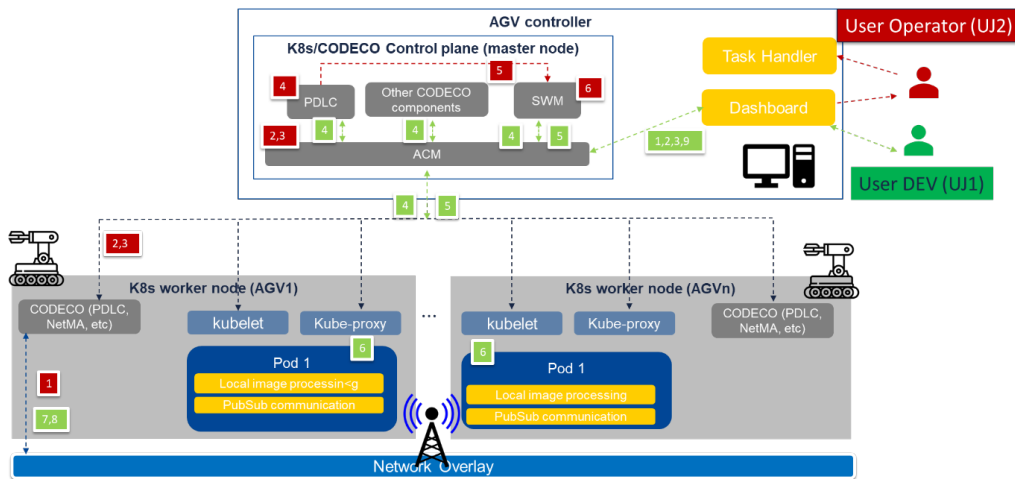 AGV controller
User Operator (UJ2)
K8s/CODECO Control plane (master node)
Task Handler
5
4
6
PDLC
Other CODECO
components
SWM
Dashboard
4
4
4
5
2,3
ACM
1,2,3,9
User DEV (UJ1)
4
5
2,3
K8s worker node (AGV1)
K8s worker node (AGVn)
CODECO (PDLC,
NetMA, etc)
kubelet
Kube-proxy
...
kubelet
Kube-proxy
CODECO (PDLC,
NetMA, etc)
6
6
Pod 1
Local image processin<g
PubSub communication
Pod 1
Local image processing
PubSub communication
1
7,8
Network Overlay